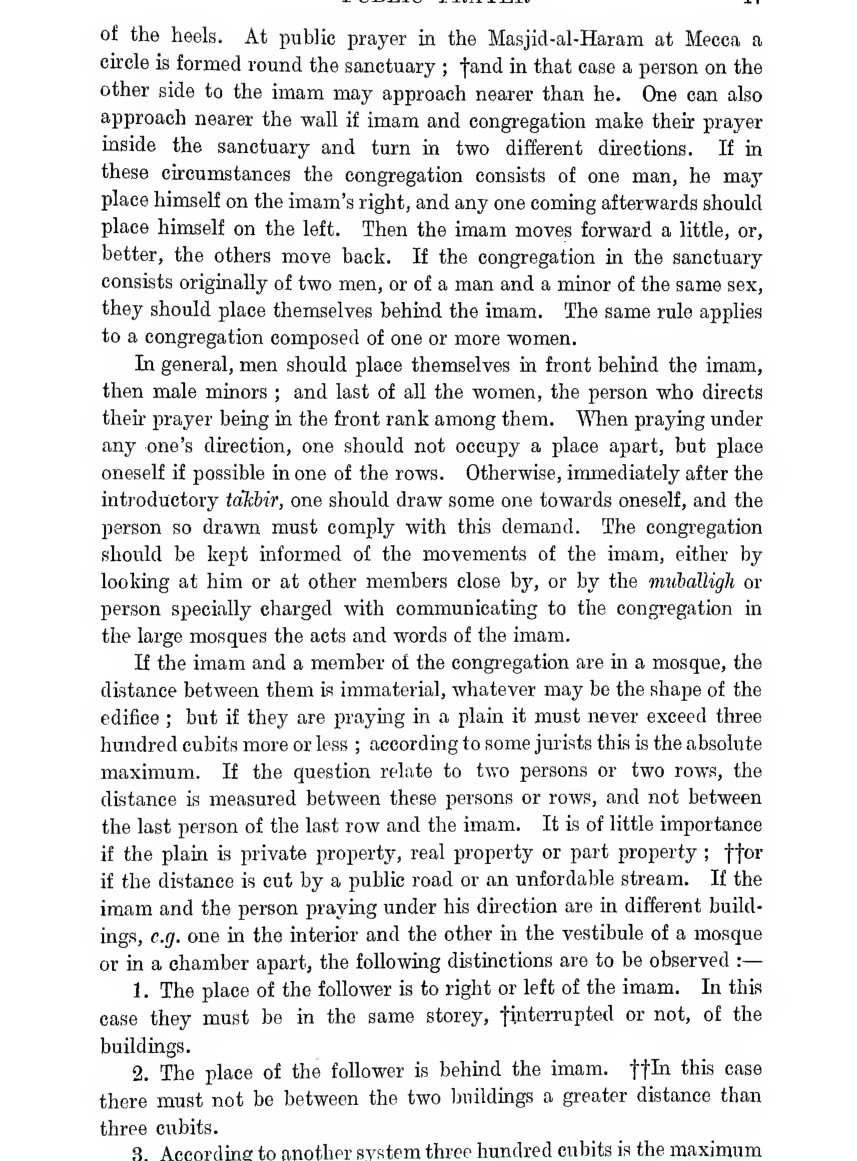 PUBLIC PRAYER 47
of the heels. At public prayer in the Masjid-al-Haram at Mecca a
circle is formed round the sanctuary ; †and in that case a person on the
other side to the imam may approach nearer than he. One can also
approach nearer the wall if imam and congregation make their prayer
inside the sanctuary and turn in two different directions. If in
these circumstances the congregation consists of one man, he may
place himself on the imam's right, and any one coming afterwards should
place himself on the left. Then the imam moves forward a little, or,
better, the others move back. If the congregation in the sanctuary
consists originally of two men, or of a man and a minor of the same sex,
they should place themselves behind the imam. The same rule applies
to a congregation composed of one or more women.
In general, men should place themselves in front behind the imam,
then male minors ; and last of all the women, the person who directs
their prayer being in the front rank among them. When praying under
any one's direction, one should not occupy a place apart, but place
oneself if possible in one of the rows. Otherwise, immediately after the
introductory takbir, one should draw some one towards oneself, and the
person so drawn must comply with this demand. The congregation
should be kept informed of the movements of the imam, either by
looking at him or at other members close by, or by the muballigh or
person specially charged with communicating to the congregation in
the large mosques the acts and words of the imam.
If the imam and a member of the congregation are in a mosque, the
distance between them is immaterial, whatever may be the shape of the
edifice ; but if they are praying in a plain it must never exceed three
hundred cubits more or less ; according to some jurists this is the absolute
maximum. If the question relate to two persons or two rows, the
distance is measured between these persons or rows, and not between
the last person of the last row and the imam. It is of little importance
if the plain is private property, real property or part property ; ††or
if the distance is cut by a public road or an unfordable stream. If the
imam and the person praying under his direction are in different build-
ings, e.g. one in the interior and the other in the vestibule of a mosque
or in a chamber apart, the following distinctions are to be observed :—
1. The place of the follower is to right or left of the imam. In this
case they must be in the same storey, †interrupted or not, of the
buildings.
2. The place of the follower is behind the imam. ††In this case
there must not be between the two buildings a greater distance than
three cubits.
3. According to another system three hundred cubits is the maximum